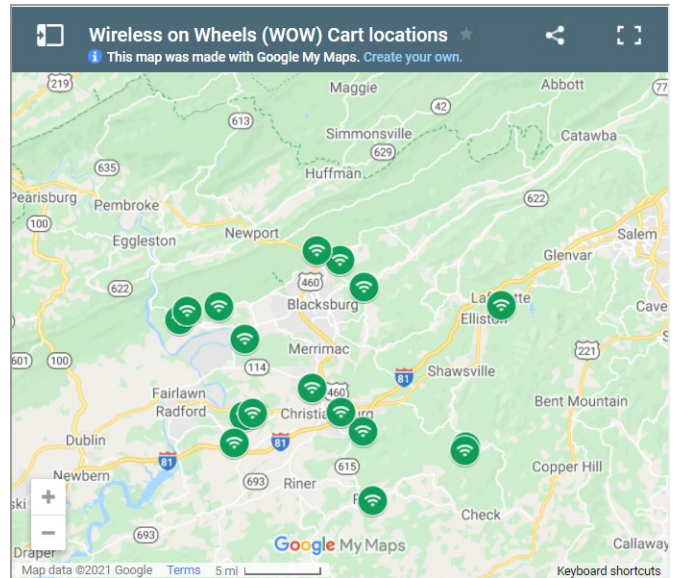 Wireless on Wheels (WOW) Cart locations
This map was made with Google My Maps. Create your own.
219
Maggie
Abbott
42
613
Simmonsville
Catawba
629
635
Huffman
Pearisburg
Pembroke
622
100
Newport
Salem
Eggleston
Glenvar
460
622
Blacksburg
Elliston
Cave
Merrimac
221
601
100
114
81
Shawsville
Fairlawn
460
Bent Mountain
Radford
Dublin
81
81
615
Copper Hill
Newbern
693
Riner
+
Check
−
693
Google My Maps
Callaway
Draper
Map data ©2021 Google
Terms
5 mi
Keyboard shortcuts